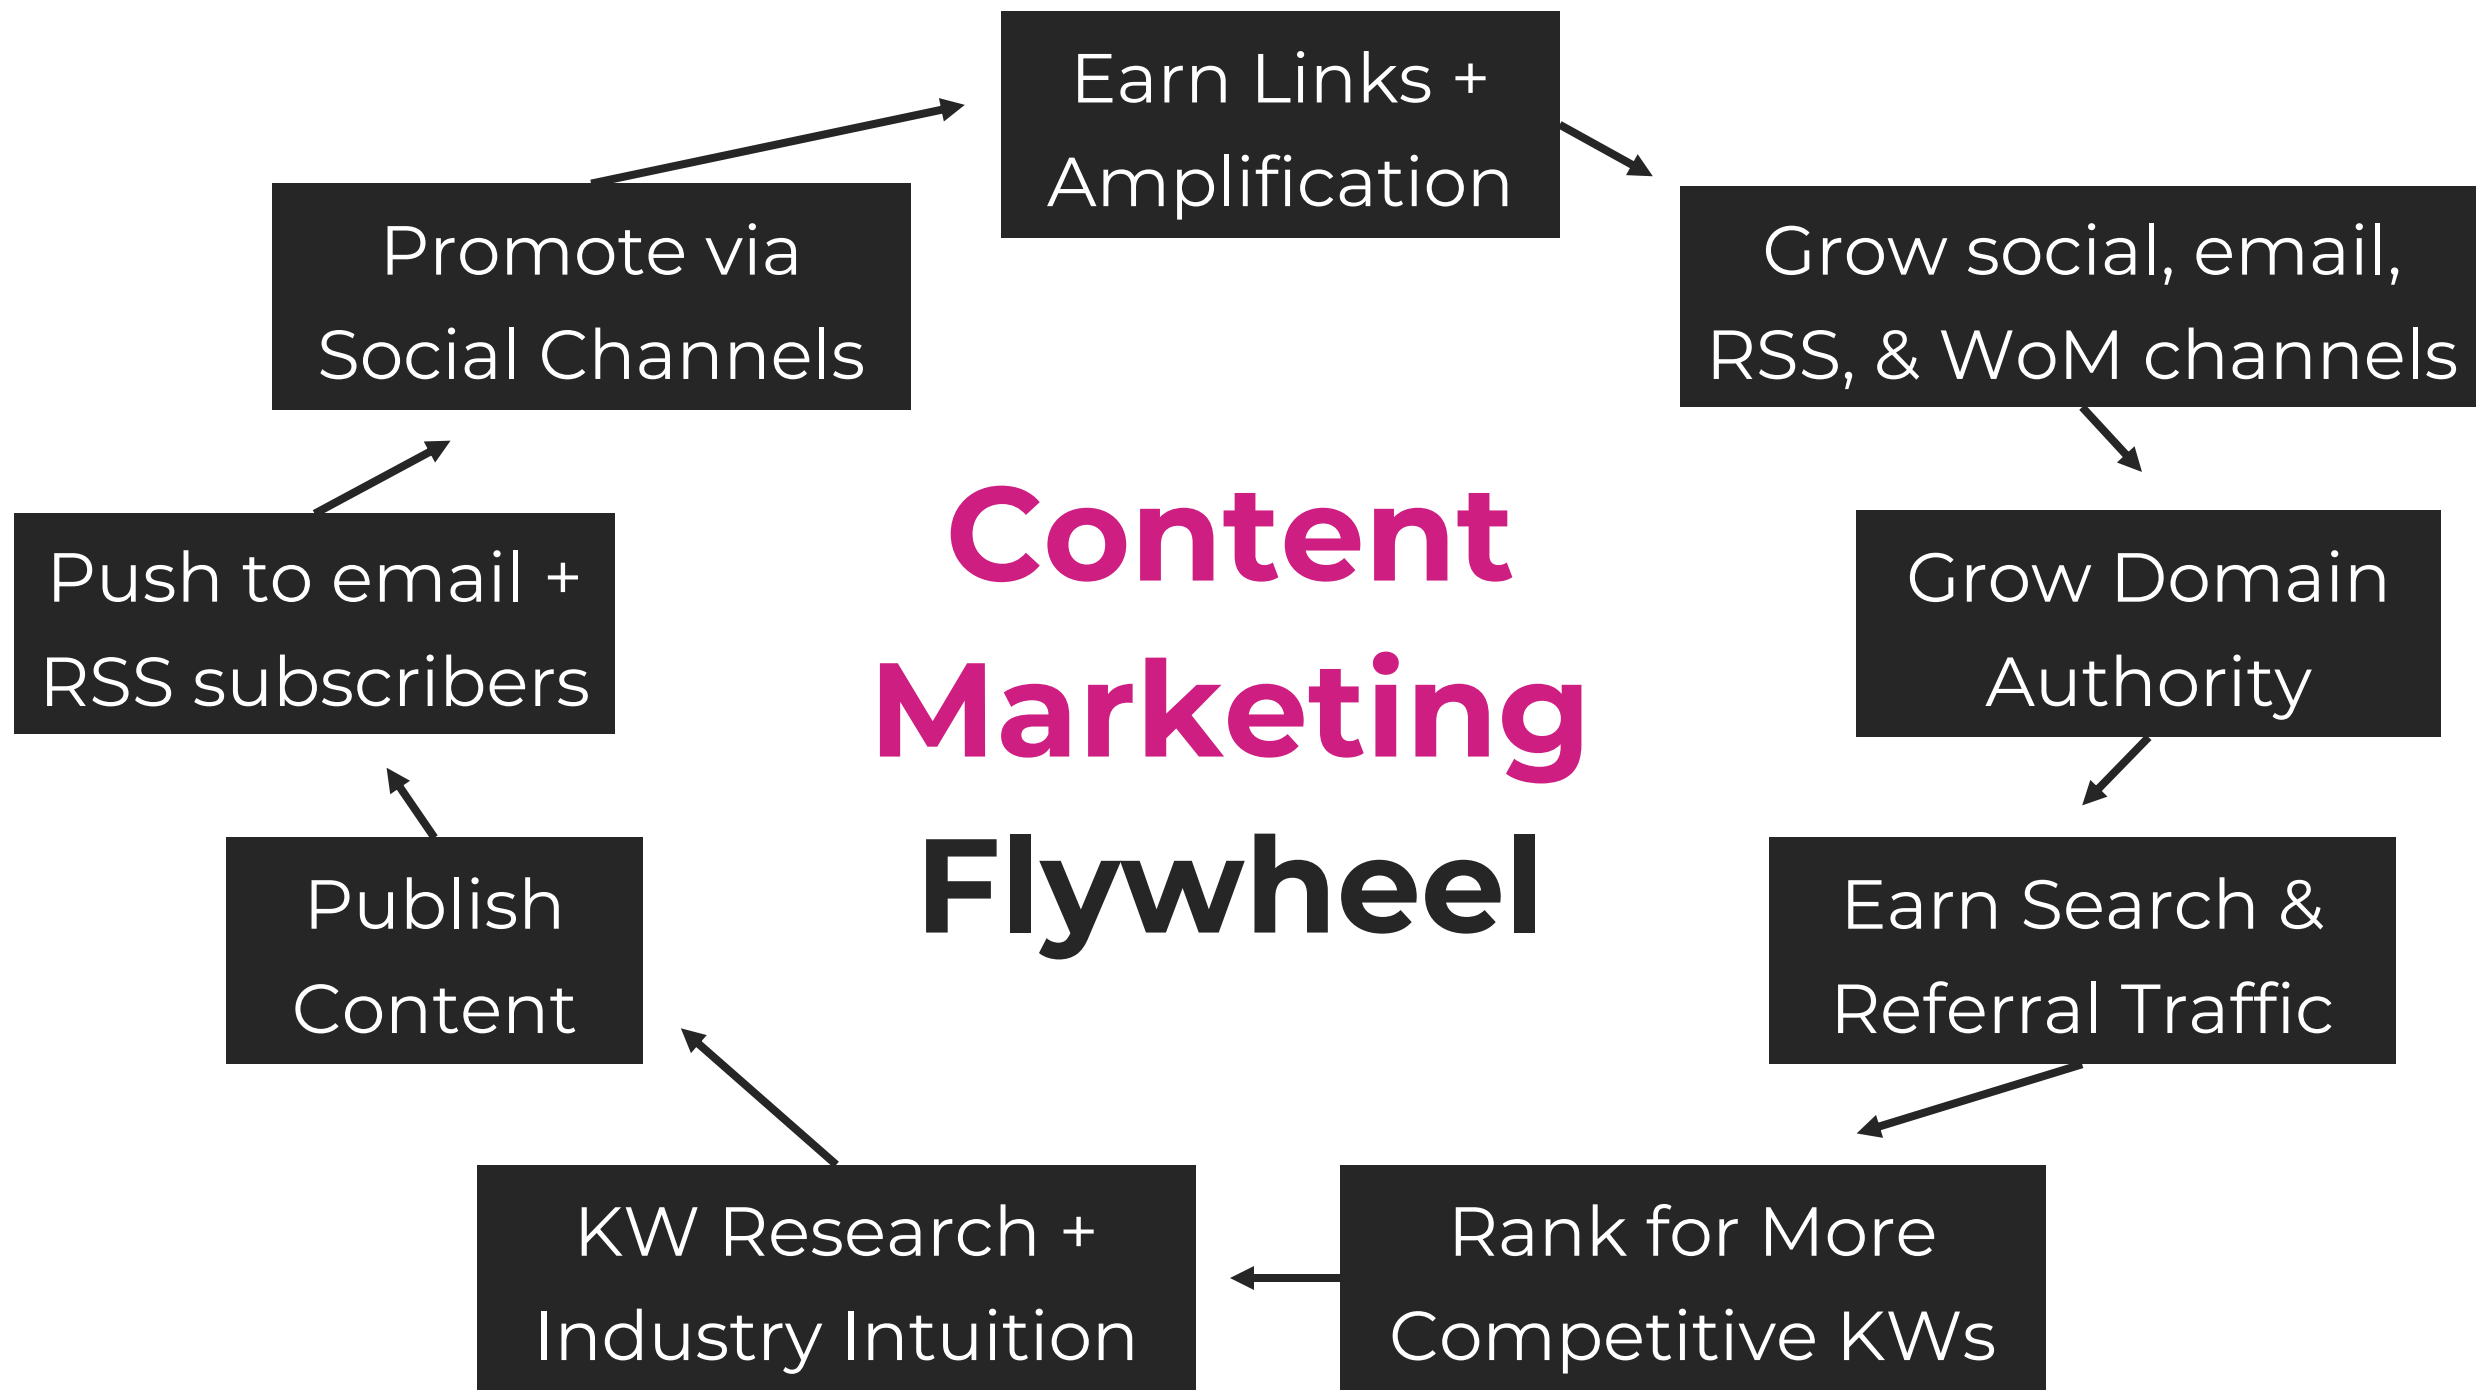 Earn Links +
Amplification
Promote via
Social Channels
Grow social, email,
RSS, & WoM channels
Push to email +
RSS subscribers
Content
Marketing
Flywheel
Grow Domain
Authority
Publish
Content
Earn Search &
Referral Traffic
KW Research +
Industry Intuition
Rank for More
Competitive KWs